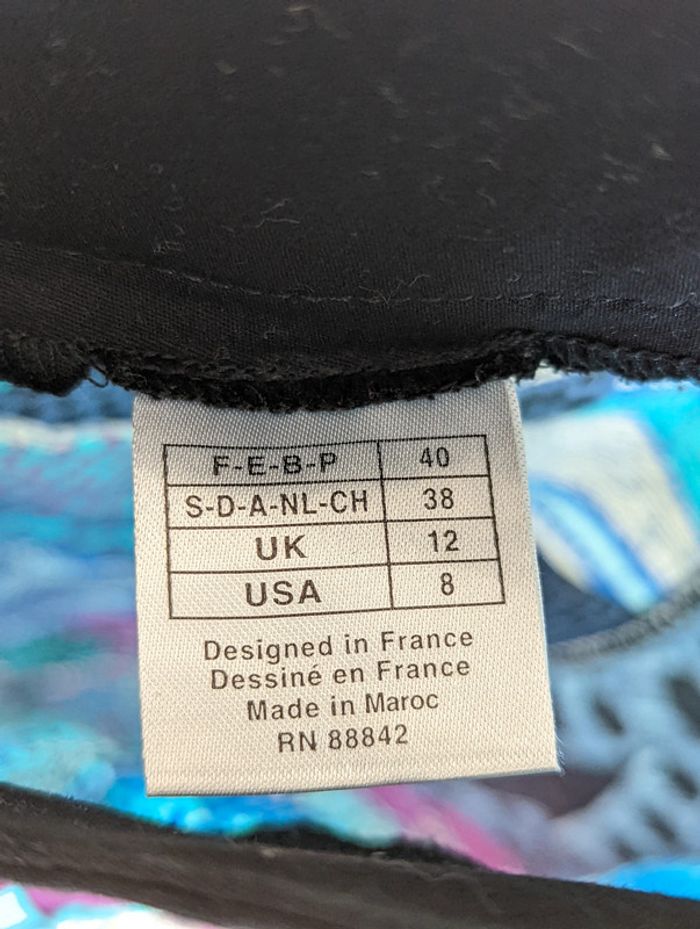 F-E-B-P 40
S-D-A-NL-CH 38
UK 12
USA 8
Designed in France
Dessiné en France
Made in Maroc
RN 88842